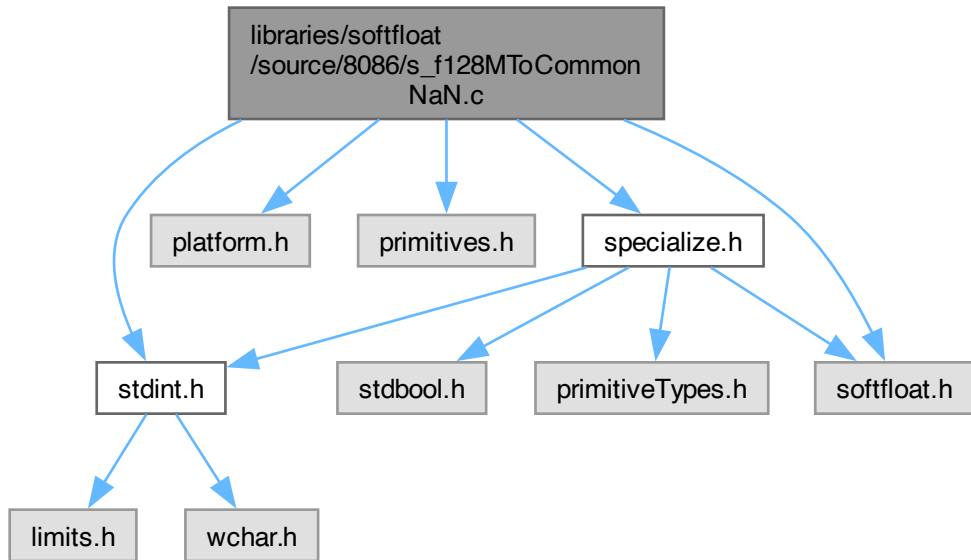 libraries/softfloat
/source/8086/s_f128MToCommon
NaN.c
platform.h
primitives.h
specialize.h
stdint.h
stdbool.h
primitiveTypes.h
softfloat.h
limits.h
wchar.h